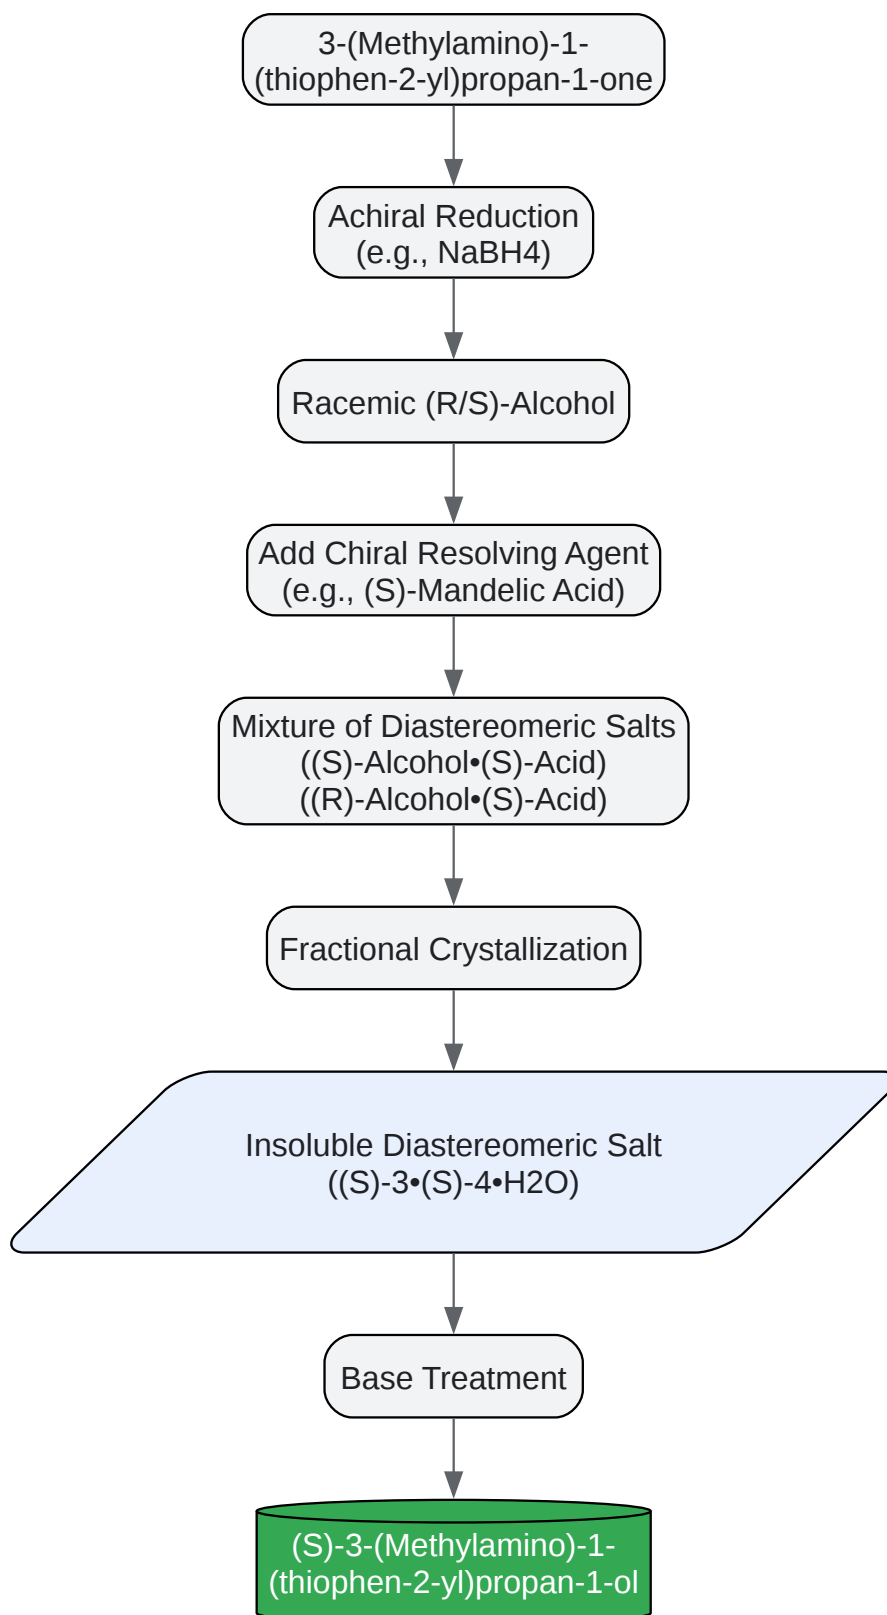 3-(Methylamino)-1-
(thiophen-2-yl)propan-1-one
Achiral Reduction
(e.g., NaBH4)
Racemic (R/S)-Alcohol
Add Chiral Resolving Agent
(e.g., (S)-Mandelic Acid)
Mixture of Diastereomeric Salts
((S)-Alcohol•(S)-Acid)
((R)-Alcohol•(S)-Acid)
Fractional Crystallization
Insoluble Diastereomeric Salt
((S)-3•(S)-4•H2O)
Base Treatment
(S)-3-(Methylamino)-1-
(thiophen-2-yl)propan-1-ol